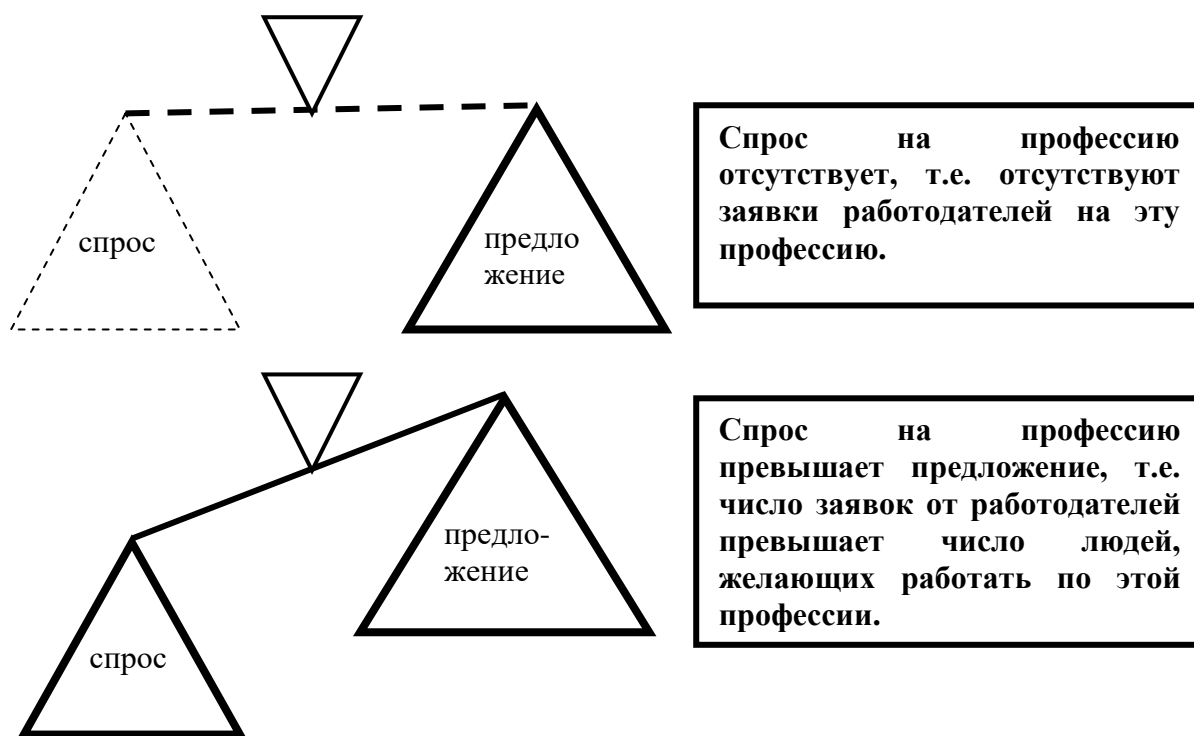 спрос
предло
жение
Спрос на профессию
отсутствует, т.е. отсутствуют
заявки работодателей на эту
профессию.
предло-
жение
спрос
Спрос на профессию
превышает предложение, т.е.
число заявок от работодателей
превышает число людей,
желающих работать по этой
профессии.